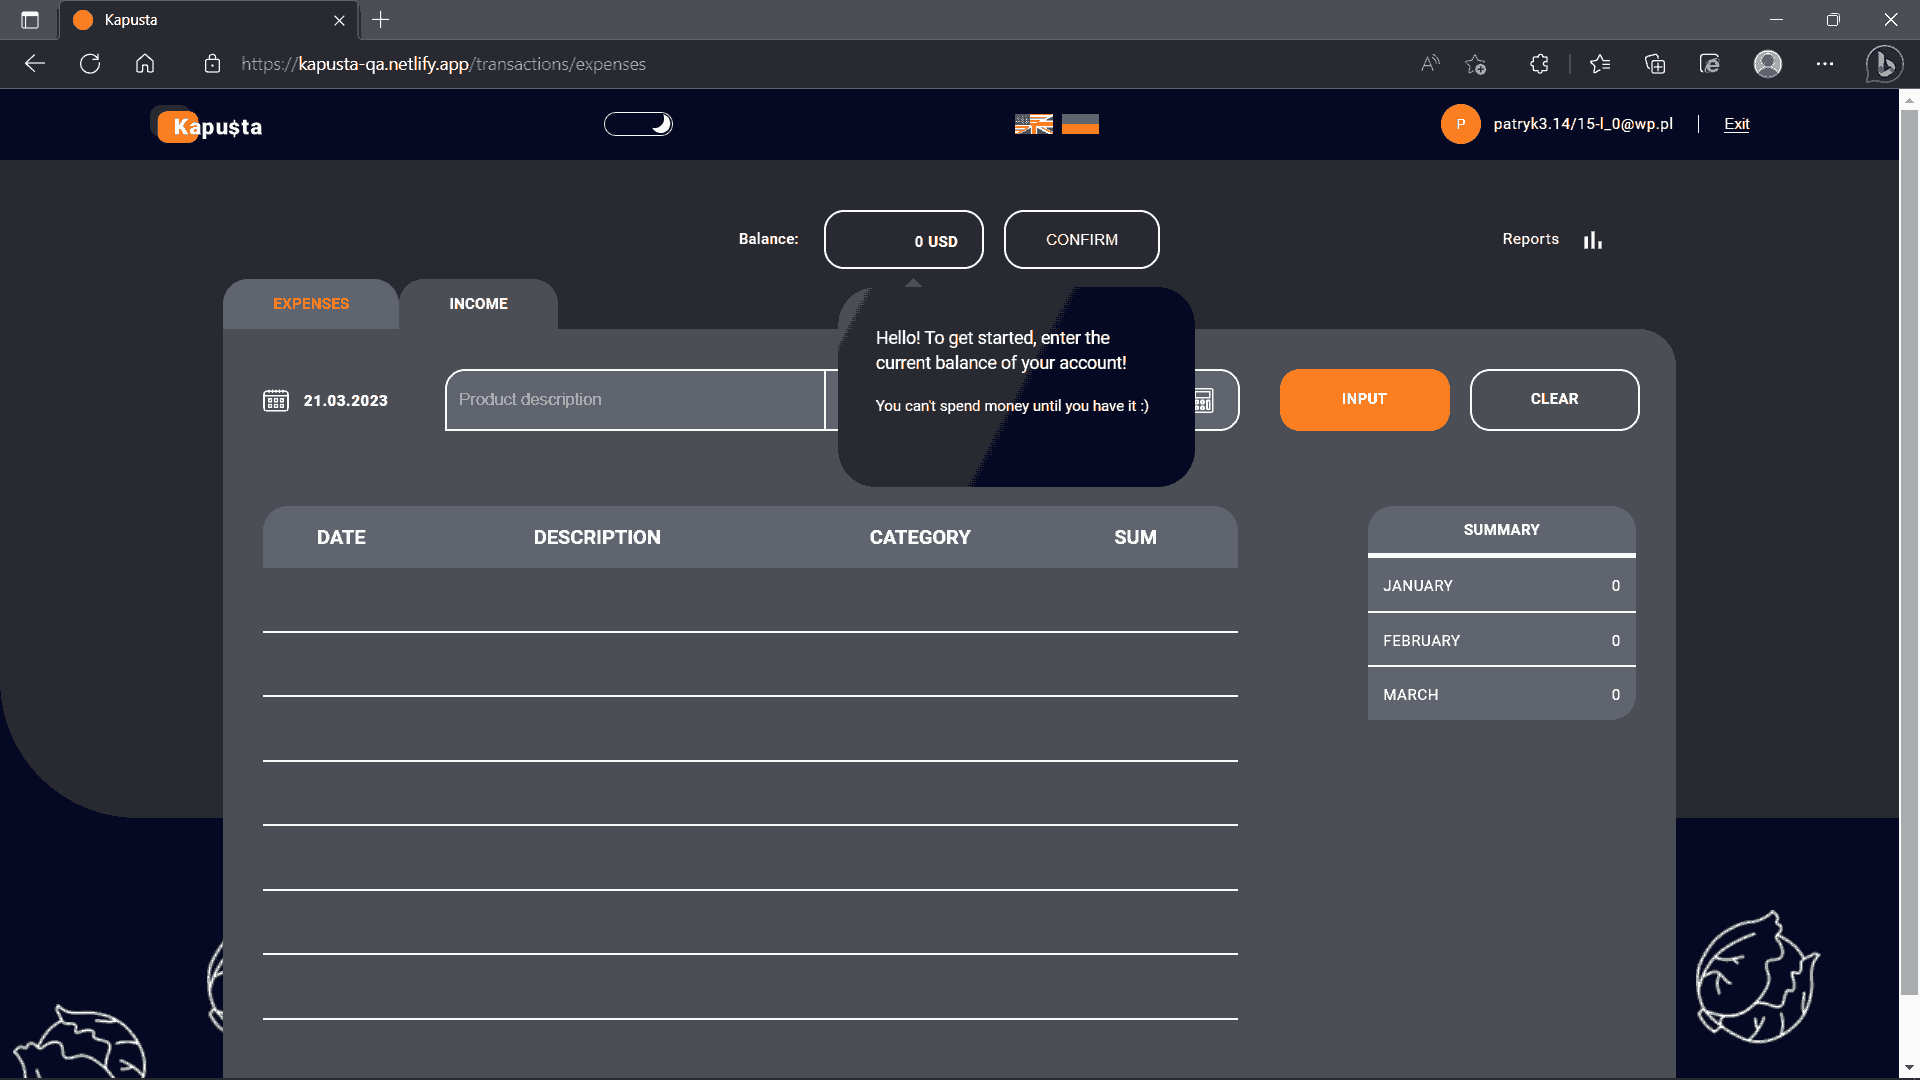 Kapusta
https://kapusta-qa.netlify.app/transactions/expenses
Kapu$ta
P
patryk3.14/15-l_0@wp.pl
Exit
Balance:
0 USD
CONFIRM
Reports
EXPENSES
INCOME
Hello! To get started, enter the
current balance of your account!
You can't spend money until you have it :)
21.03.2023
Product description
INPUT
CLEAR
DATE
DESCRIPTION
CATEGORY
SUM
SUMMARY
JANUARY 0
FEBRUARY 0
MARCH 0